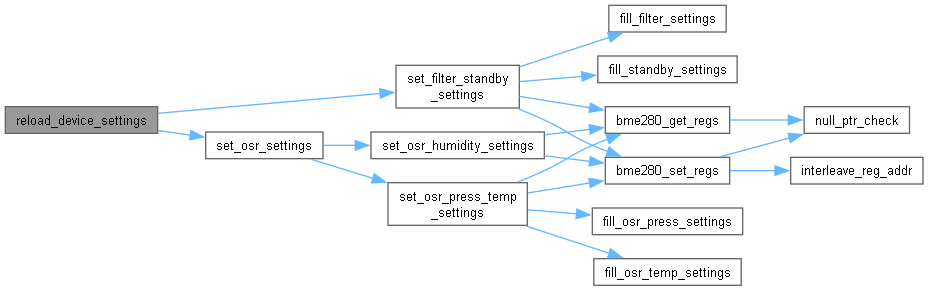 fill_filter_settings
set_filter_standby
_settings
fill_standby_settings
reload_device_settings
bme280_get_regs
null_ptr_check
set_osr_settings
set_osr_humidity_settings
bme280_set_regs
interleave_reg_addr
set_osr_press_temp
_settings
fill_osr_press_settings
fill_osr_temp_settings